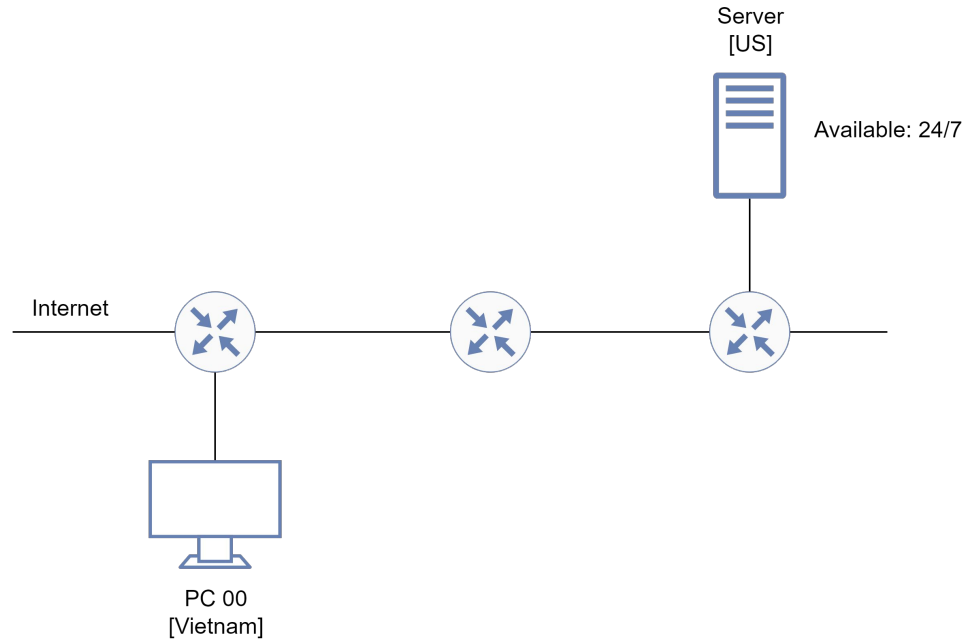 Server
[US]
Available: 24/7
Internet
PC 00
[Vietnam]